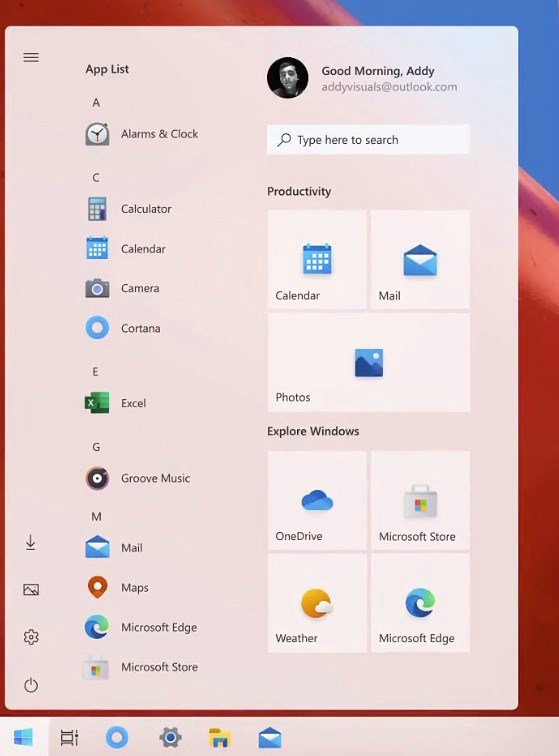 App List
A
Alarms & Clock
C
Calculator
Calendar
Camera
Cortana
E
Excel
G
Groove Music
M
Mail
Maps
Microsoft Edge
Microsoft Store
Good Morning, Addy
addyvisuals@outlook.com
Type here to search
Productivity
Calendar
Mail
Photos
Explore Windows
OneDrive
Microsoft Store
Weather
Microsoft Edge